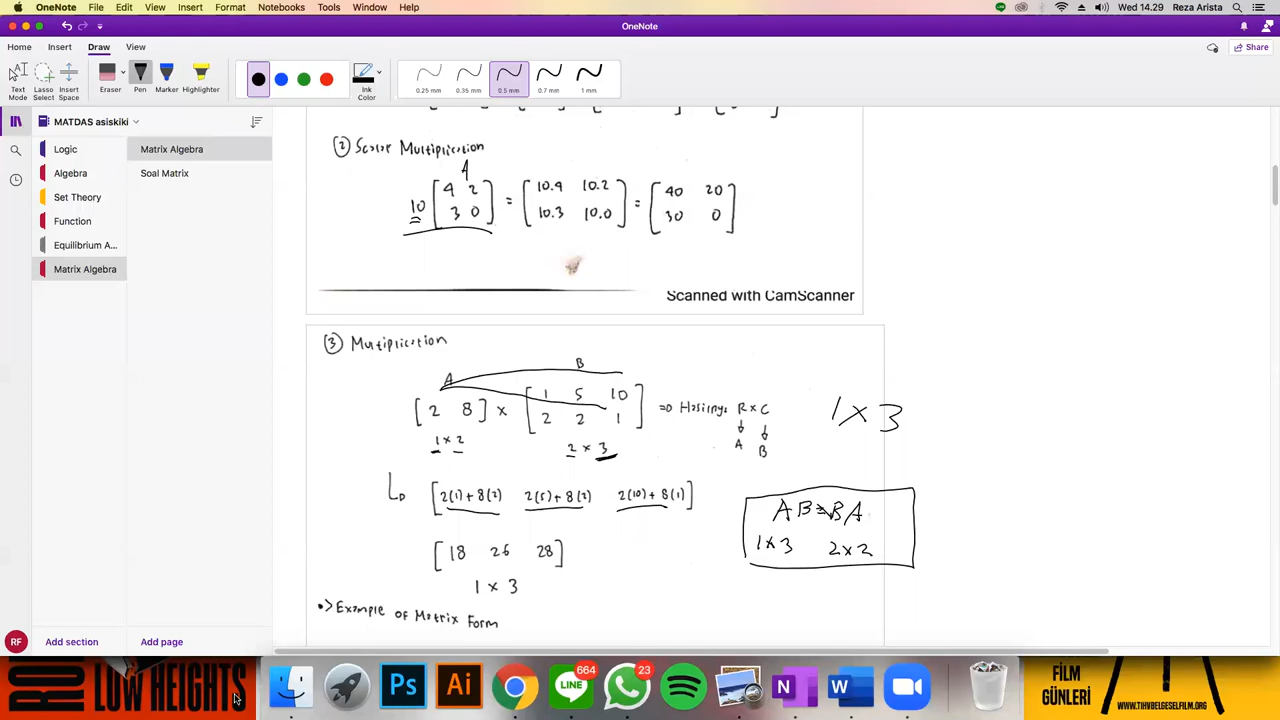 OneNote File Edit View Insert Format Notebooks Tools Window Help Wed 14.29 Reza Arista
OneNote
Home Insert Draw View Share
Text Mode Lasso Select Insert Space Eraser Pen Marker Highlighter Ink Color 0.25 mm 0.35 mm 0.5 mm 0.7 mm 1 mm
MATDAS asiskiki
Logic
Algebra
Set Theory
Function
Equilibrium A...
Matrix Algebra
Matrix Algebra
Soal Matrix
② Scalar Multiplication
A
10 [ 4 2 ] = [ 10.4 10.2 ] = [ 40 20 ]
[ 3 0 ] [ 10.3 10.0 ] [ 30 0 ]
Scanned with CamScanner
③ Multiplication
A B
[ 2 8 ] x [ 1 5 10 ] => Hasilnya R x C 1 x 3
[ 2 2 1 ]
1 x 2 2 x 3 A B
[ 2(1) + 8(2) 2(5) + 8(2) 2(10) + 8(1) ]
AB ≠ BA
1x3 2x2
[ 18 26 28 ]
1 x 3
•> Example of Matrix Form
RF Add section Add page
LOW HEIGHTS
664
23
Ps Ai LINE N W
FİLM
GÜNLERİ
WWW.TIHVBELGESELFILM.ORG